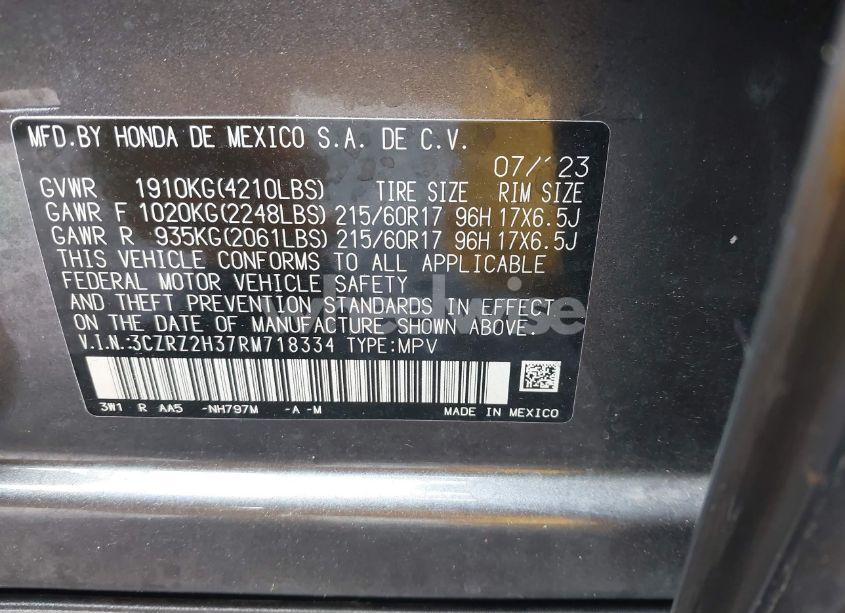 MFD.BY HONDA DE MEXICO S.A. DE C.V.
07/'23
GVWR 1910KG(4210LBS) TIRE SIZE RIM SIZE
GAWR F 1020KG(2248LBS) 215/60R17 96H 17X6.5J
GAWR R 935KG(2061LBS) 215/60R17 96H 17X6.5J
THIS VEHICLE CONFORMS TO ALL APPLICABLE
FEDERAL MOTOR VEHICLE SAFETY
AND THEFT PREVENTION STANDARDS IN EFFECT
ON THE DATE OF MANUFACTURE SHOWN ABOVE.
V.I.N.:3CZRZ2H37RM718334 TYPE:MPV
3W1 R AA5 -NH797M -A -M
MADE IN MEXICO